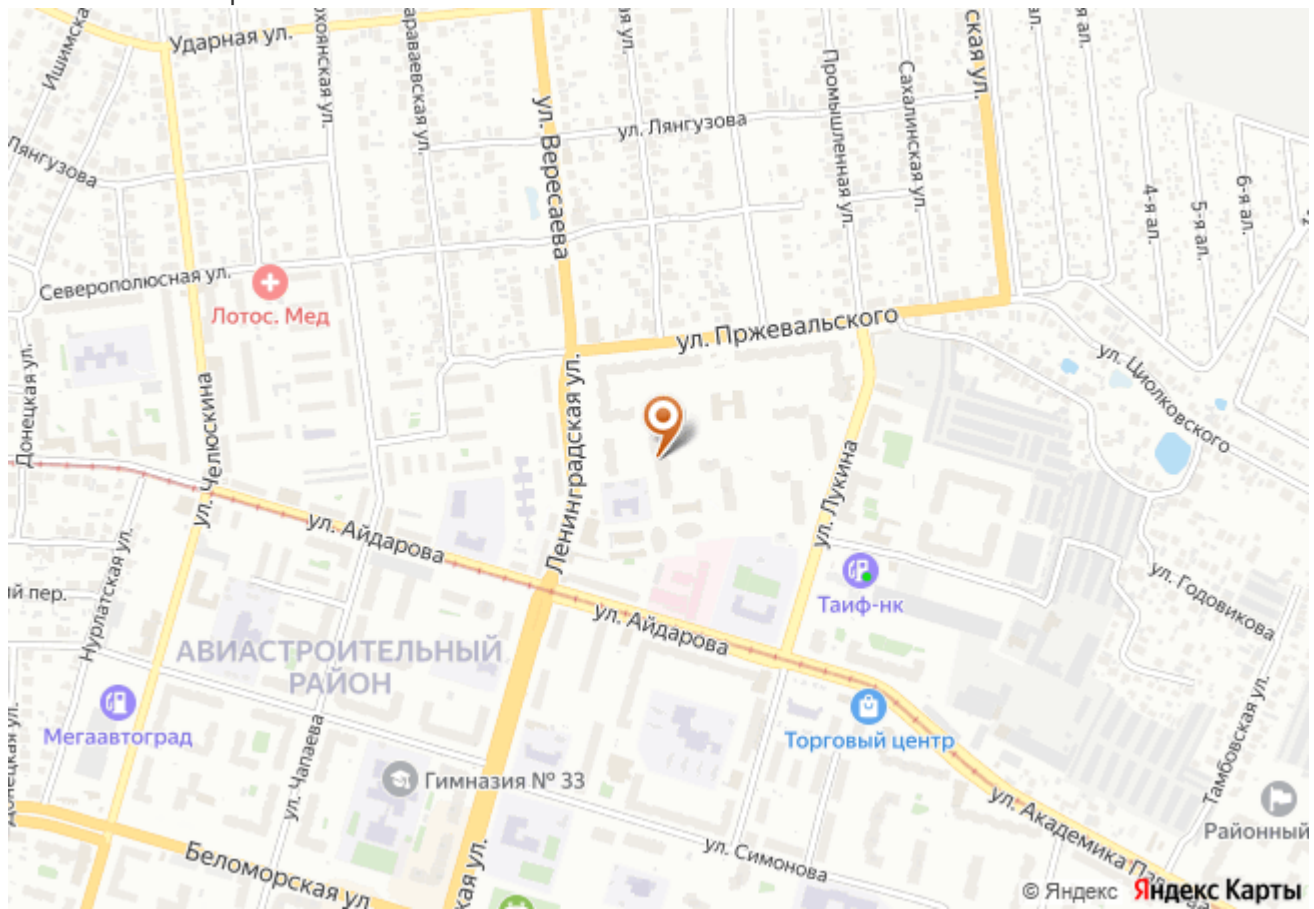 Ударная ул.
ул. Вересаева
ул. Лянгузова
Промышленная ул.
Сахалинская ул.
Лянгузова
4-я ал.
5-я ал.
6-я ал.
Северополюсная ул.
Лотос. Мед
ул. Пржевальского
ул. Циолковского
Донецкая ул.
ул. Челюскина
Ленинградская ул.
ул. Лукина
ул. Айдарова
Нурлатская ул.
Таиф-нк
ул. Годовикова
ул. Айдарова
АВИАСТРОИТЕЛЬНЫЙ
РАЙОН
Мегаавтоград
ул. Чапаева
Торговый центр
Тамбовская ул.
Гимназия № 33
Районный
Беломорская ул.
ул. Симонова
ул. Академика
© Яндекс Яндекс Карты